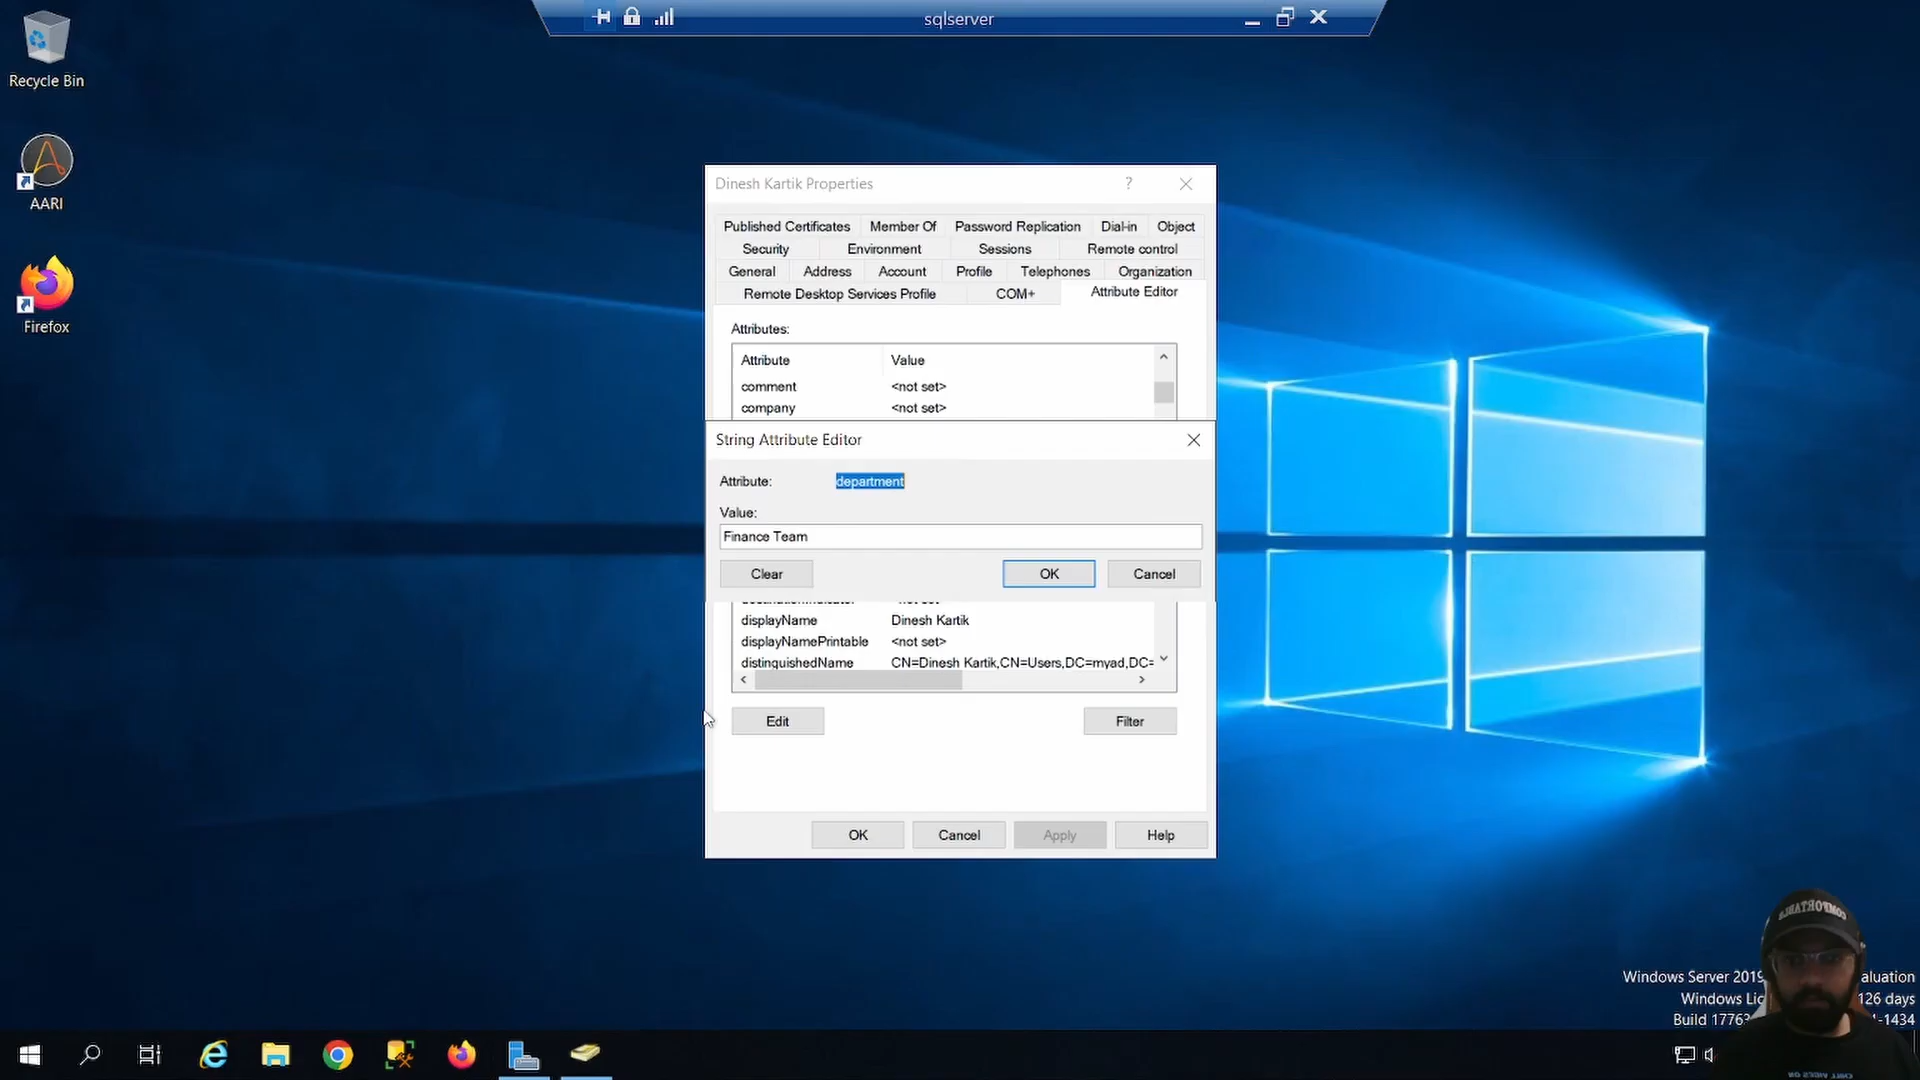 sqlserver
Recycle Bin
AARI
Firefox
Dinesh Kartik Properties
?
Published Certificates Member Of Password Replication Dial-in Object
Security Environment Sessions Remote control
General Address Account Profile Telephones Organization
Remote Desktop Services Profile COM+ Attribute Editor
Attributes:
Attribute Value
comment <not set>
company <not set>
String Attribute Editor
Attribute: department
Value:
Finance Team
Clear OK Cancel
displayName Dinesh Kartik
displayNamePrintable <not set>
distinguishedName CN=Dinesh Kartik,CN=Users,DC=myad,DC=
Edit Filter
OK Cancel Apply Help
COMFORTABLE
Windows Server 2019 aluation
Windows Lic 126 days
Build 17763 -1434